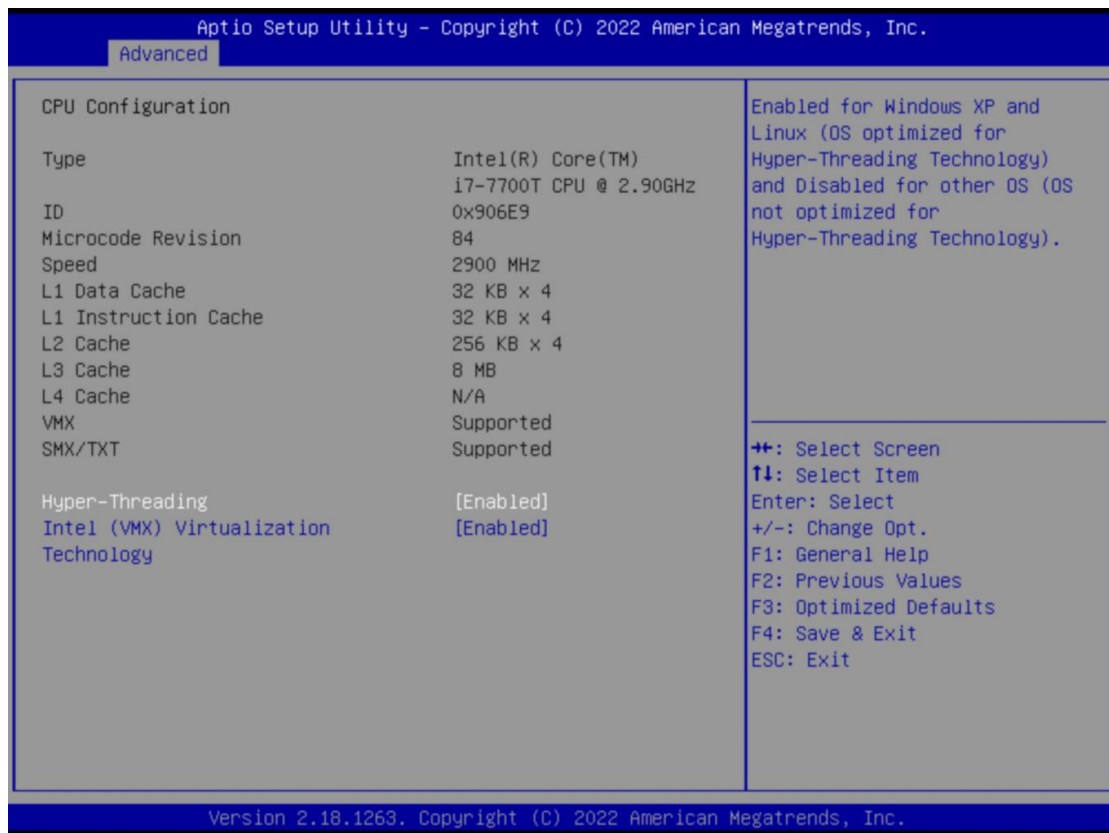 Aptio Setup Utility – Copyright (C) 2022 American Megatrends, Inc.
Advanced
CPU Configuration
Type Intel(R) Core(TM)
i7-7700T CPU @ 2.90GHz
ID 0x906E9
Microcode Revision 84
Speed 2900 MHz
L1 Data Cache 32 KB x 4
L1 Instruction Cache 32 KB x 4
L2 Cache 256 KB x 4
L3 Cache 8 MB
L4 Cache N/A
VMX Supported
SMX/TXT Supported
Hyper-Threading [Enabled]
Intel (VMX) Virtualization [Enabled]
Technology
Enabled for Windows XP and
Linux (OS optimized for
Hyper-Threading Technology)
and Disabled for other OS (OS
not optimized for
Hyper-Threading Technology).
→←: Select Screen
↑↓: Select Item
Enter: Select
+/-: Change Opt.
F1: General Help
F2: Previous Values
F3: Optimized Defaults
F4: Save & Exit
ESC: Exit
Version 2.18.1263. Copyright (C) 2022 American Megatrends, Inc.